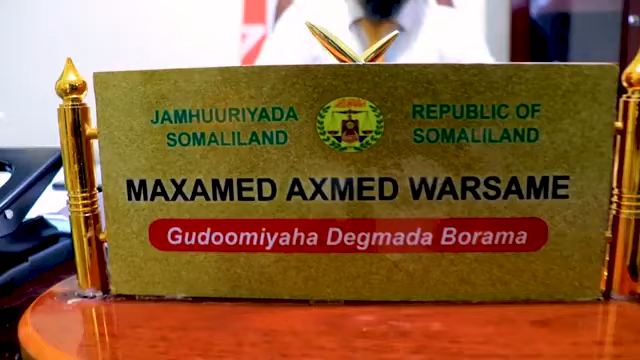 JAMHUURIYADA
SOMALILAND
REPUBLIC OF
SOMALILAND
MAXAMED AXMED WARSAME
Gudoomiyaha Degmada Borama